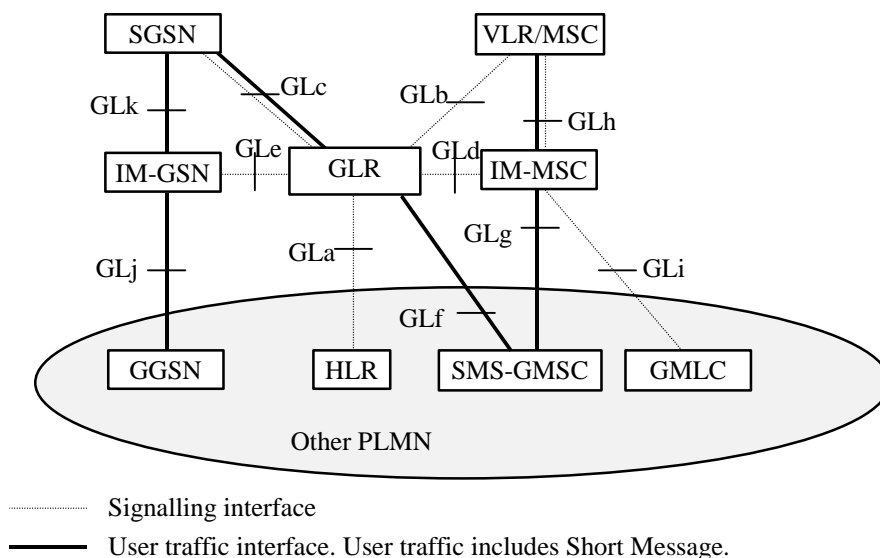 SGSN
VLR/MSC
GLc
GLb
GLk
GLh
GLe
GLd
IM-GSN
GLR
IM-MSC
GLa
GLg
GLj
GLi
GLf
GGSN
HLR
SMS-GMSC
GMLC
Other PLMN
Signalling interface
User traffic interface. User traffic includes Short Message.